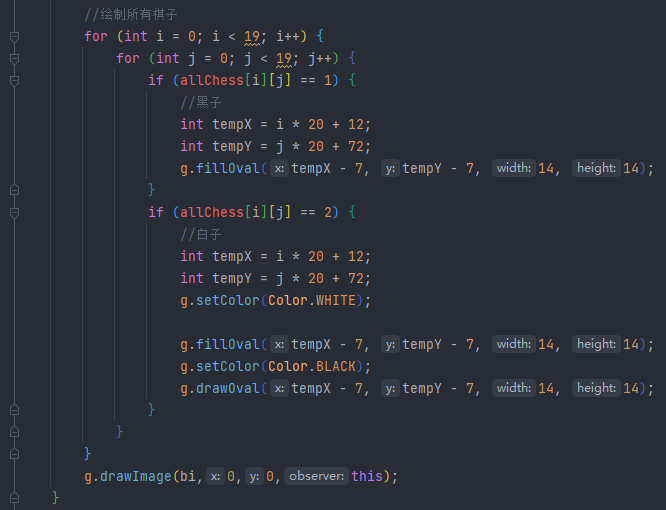 //绘制所有棋子
for (int i = 0; i < 19; i++) {
for (int j = 0; j < 19; j++) {
if (allChess[i][j] == 1) {
//黑子
int tempX = i * 20 + 12;
int tempY = j * 20 + 72;
g.fillOval( x: tempX - 7, y: tempY - 7, width: 14, height: 14);
}
if (allChess[i][j] == 2) {
//白子
int tempX = i * 20 + 12;
int tempY = j * 20 + 72;
g.setColor(Color.WHITE);
g.fillOval( x: tempX - 7, y: tempY - 7, width: 14, height: 14);
g.setColor(Color.BLACK);
g.drawOval( x: tempX - 7, y: tempY - 7, width: 14, height: 14);
}
}
}
g.drawImage(bi, x: 0, y: 0, observer: this);
}